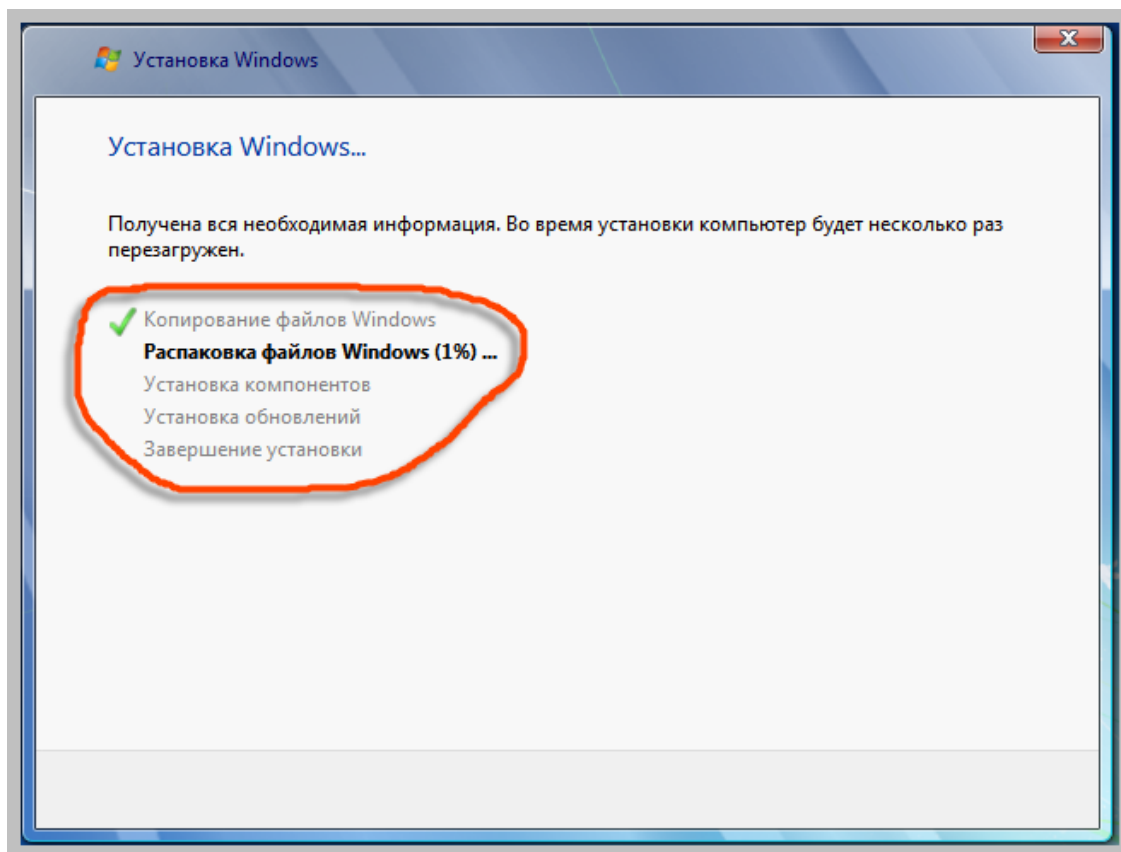 Установка Windows
Установка Windows...
Получена вся необходимая информация. Во время установки компьютер будет несколько раз
перезагружен.
Копирование файлов Windows
Распаковка файлов Windows (1%) ...
Установка компонентов
Установка обновлений
Завершение установки